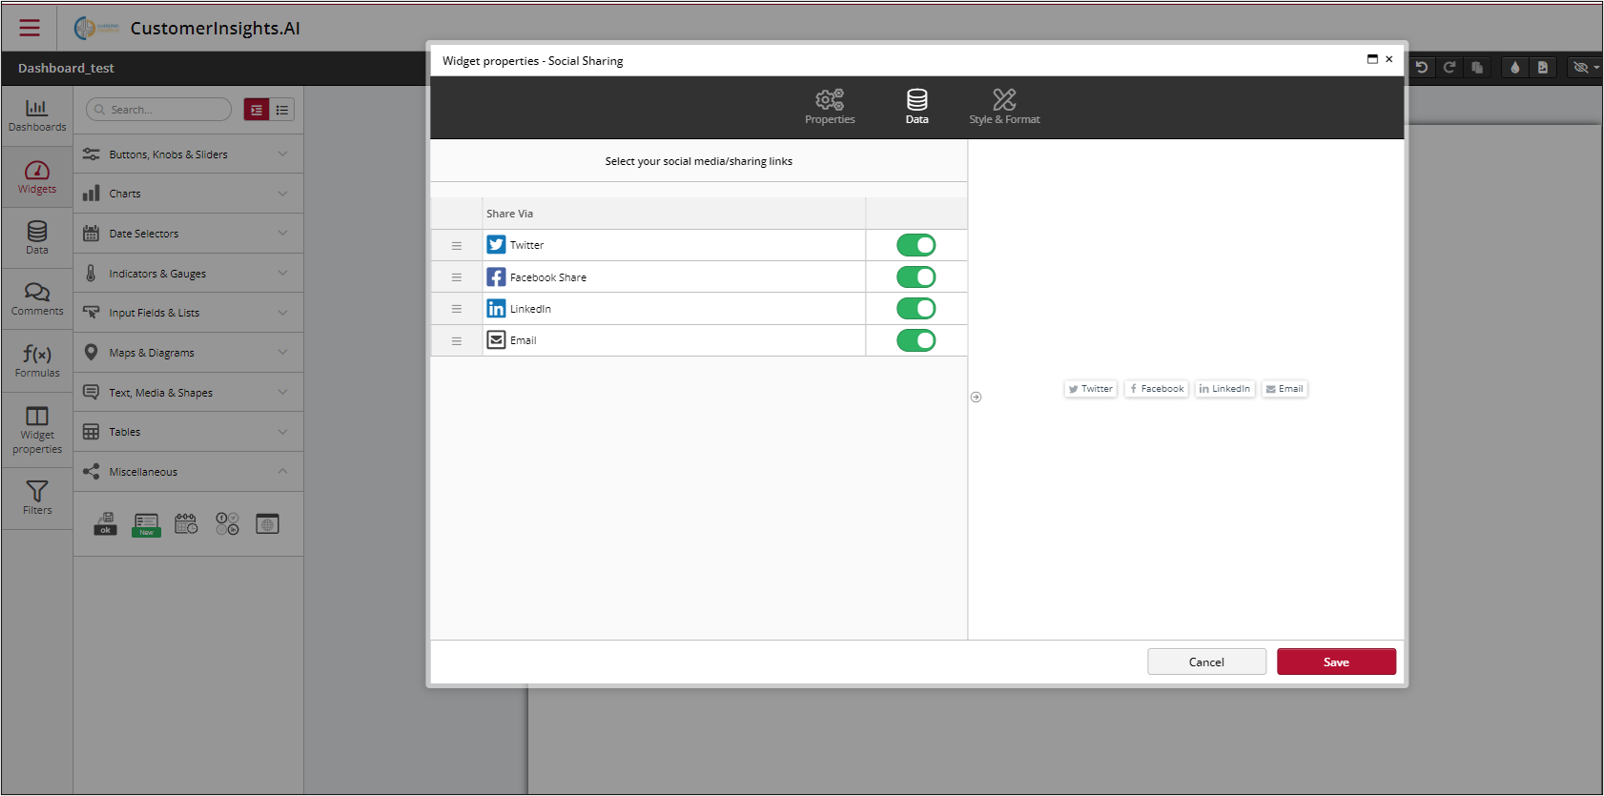 CustomerInsights.AI
Dashboard_test
Dashboards
Widgets
Data
Comments
f(x)
Formulas
Widget
properties
Filters
Search...
Buttons, Knobs & Sliders
Charts
Date Selectors
Indicators & Gauges
Input Fields & Lists
Maps & Diagrams
Text, Media & Shapes
Tables
Miscellaneous
ok
New
Widget properties - Social Sharing
Properties
Data
Style & Format
Select your social media/sharing links
Share Via
Twitter
Facebook Share
LinkedIn
Email
Twitter
Facebook
LinkedIn
Email
Cancel
Save